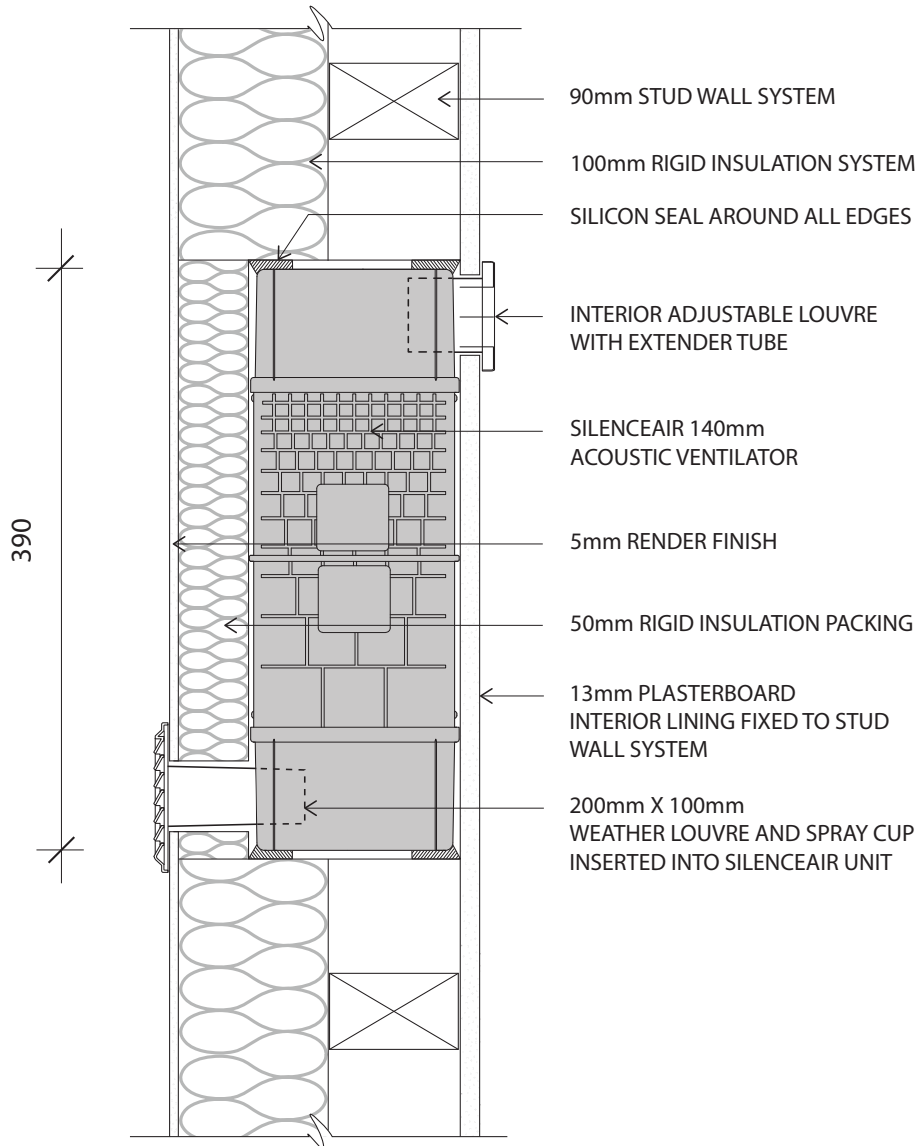 90mm STUD WALL SYSTEM
100mm RIGID INSULATION SYSTEM
SILICON SEAL AROUND ALL EDGES
INTERIOR ADJUSTABLE LOUVRE
WITH EXTENDER TUBE
SILENCEAIR 140mm
ACOUSTIC VENTILATOR
390
5mm RENDER FINISH
50mm RIGID INSULATION PACKING
13mm PLASTERBOARD
INTERIOR LINING FIXED TO STUD
WALL SYSTEM
200mm X 100mm
WEATHER LOUVRE AND SPRAY CUP
INSERTED INTO SILENCEAIR UNIT